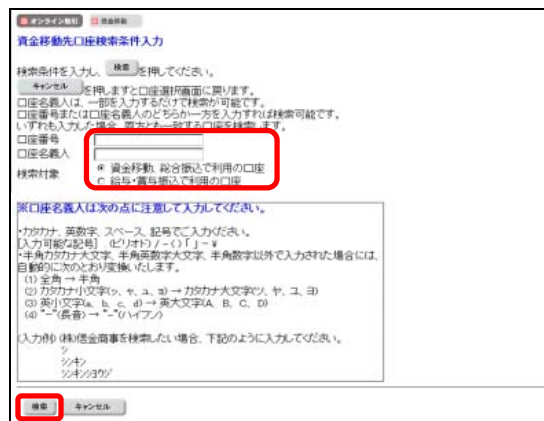 オンライン取引 資金移動
資金移動先口座検索条件入力
検索条件を入力し、 検索 を押してください。
キャンセル を押しますと口座選択画面に戻ります。
口座名義人は、一部を入力するだけで検索が可能です。
口座番号または口座名義人のどちらか一方を入力すれば検索可能です。
いずれも入力した場合、両方とも一致する口座を検索します。
口座番号
口座名義人
検索対象
資金移動、総合振込で利用の口座
給与・賞与振込で利用の口座
※口座名義人は次の点に注意して入力してください。
・カタカナ、英数字、スペース、記号でご入力ください。
[入力可能な記号] .(ピリオド) / - ( ) 「 」 - ¥
・半角カタカナ大文字、半角英数字大文字、半角数字以外で入力された場合には、
自動的に次のとおり変換いたします。
(1) 全角 → 半角
(2) カタカナ小文字(ッ、ャ、ュ、ョ) → カタカナ大文字(ツ、ヤ、ユ、ヨ)
(3) 英小文字(a、b、c、d) → 英大文字(A、B、C、D)
(4) "ー"(長音) → "-"(ハイフン)
(入力例) (株)信金商事を検索したい場合、下記のように入力してください。
シ
シンキン
シンキンシヨウジ
検索 キャンセル